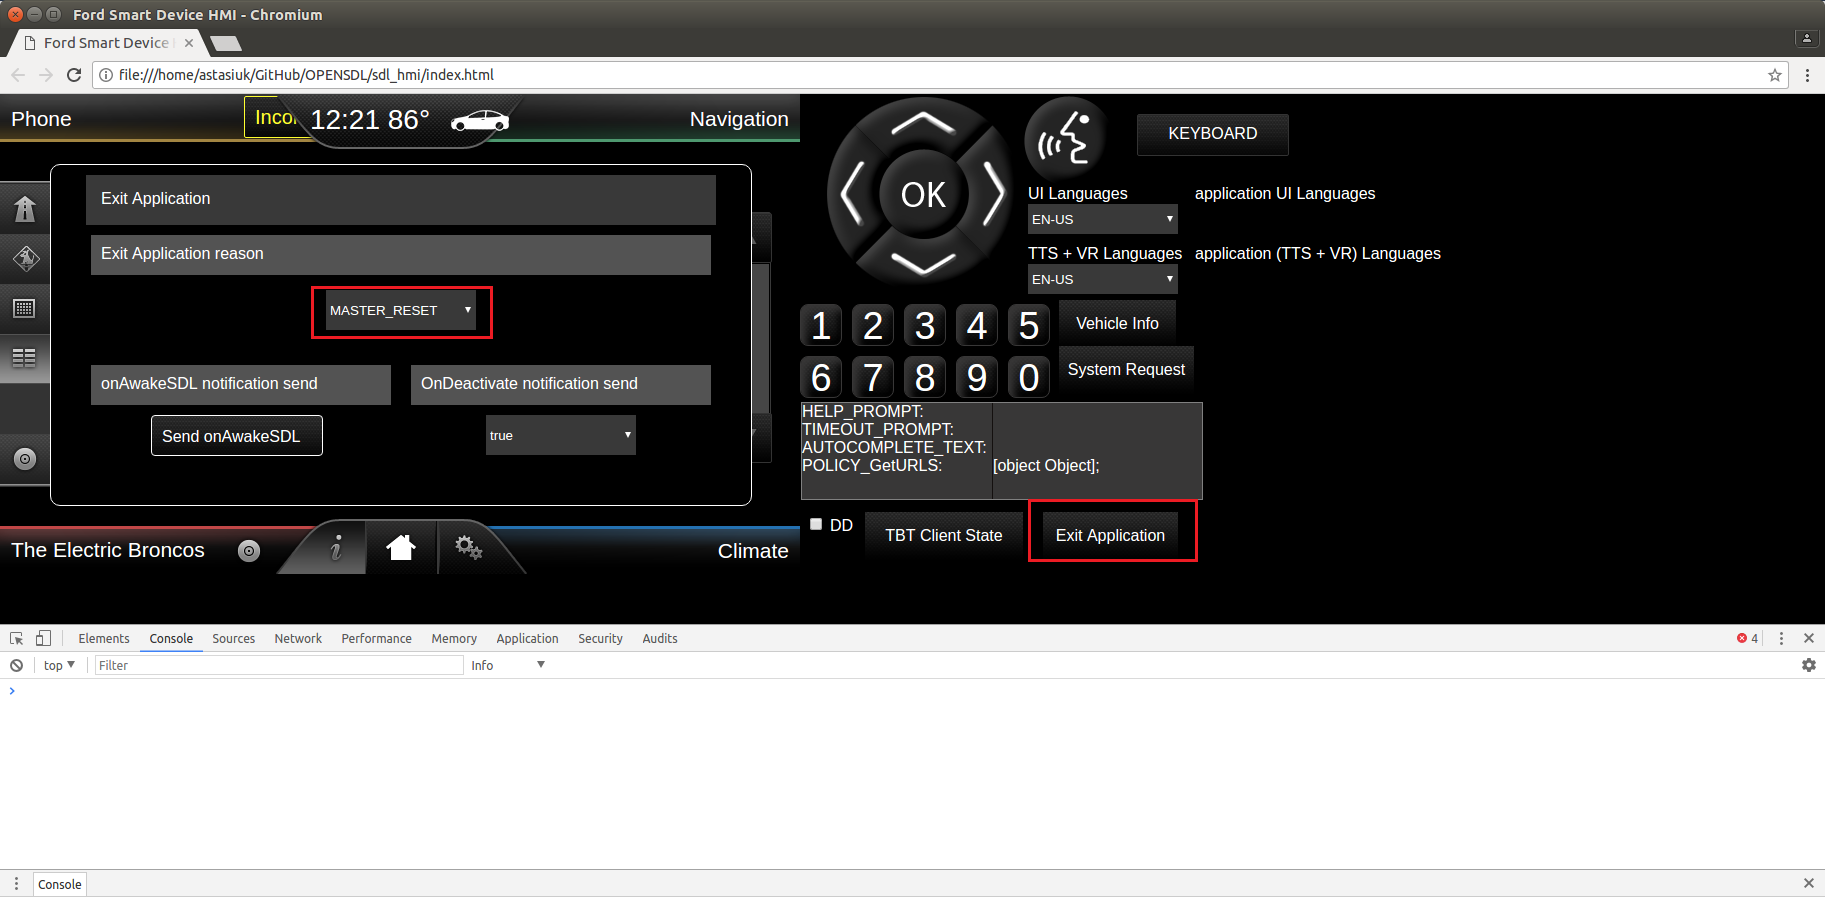 Ford Smart Device HMI - Chromium
Ford Smart Device
file:///home/astasiuk/GitHub/OPENSDL/sdl_hmi/index.html
Phone
Incor
12:21 86°
Navigation
Exit Application
Exit Application reason
MASTER_RESET
onAwakeSDL notification send
OnDeactivate notification send
Send onAwakeSDL
true
The Electric Broncos
i
Climate
OK
KEYBOARD
UI Languages
application UI Languages
EN-US
TTS + VR Languages
application (TTS + VR) Languages
EN-US
1 2 3 4 5
Vehicle Info
6 7 8 9 0
System Request
HELP_PROMPT:
TIMEOUT_PROMPT:
AUTOCOMPLETE_TEXT:
POLICY_GetURLS: [object Object];
DD
TBT Client State
Exit Application
Elements Console Sources Network Performance Memory Application Security Audits
4
top
Filter
Info
Console